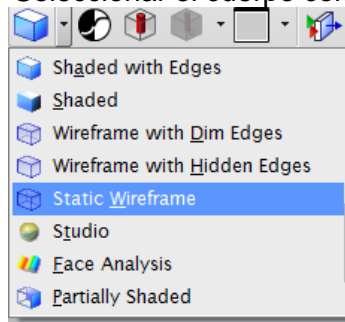 Shaded with Edges
Shaded
Wireframe with Dim Edges
Wireframe with Hidden Edges
Static Wireframe
Studio
Face Analysis
Partially Shaded